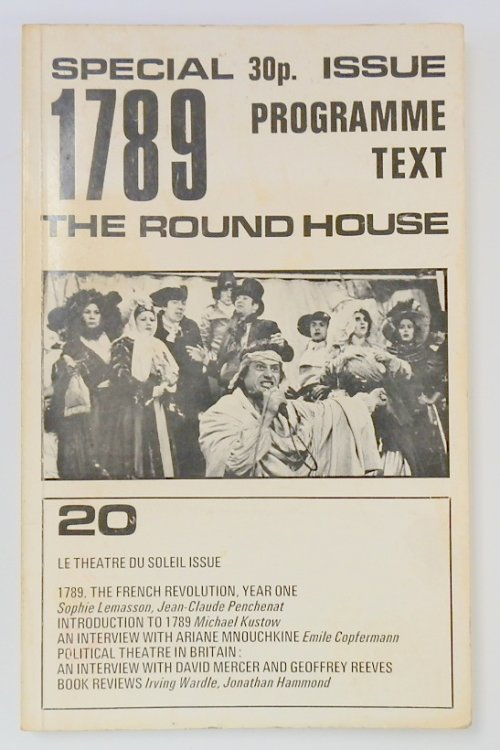 SPECIAL 30p. ISSUE
1789 PROGRAMME
TEXT
THE ROUND HOUSE
20
LE THEATRE DU SOLEIL ISSUE
1789. THE FRENCH REVOLUTION, YEAR ONE
Sophie Lemasson, Jean-Claude Penchenat
INTRODUCTION TO 1789 Michael Kustow
AN INTERVIEW WITH ARIANE MNOUCHKINE Emile Copfermann
POLITICAL THEATRE IN BRITAIN:
AN INTERVIEW WITH DAVID MERCER AND GEOFFREY REEVES
BOOK REVIEWS Irving Wardle, Jonathan Hammond